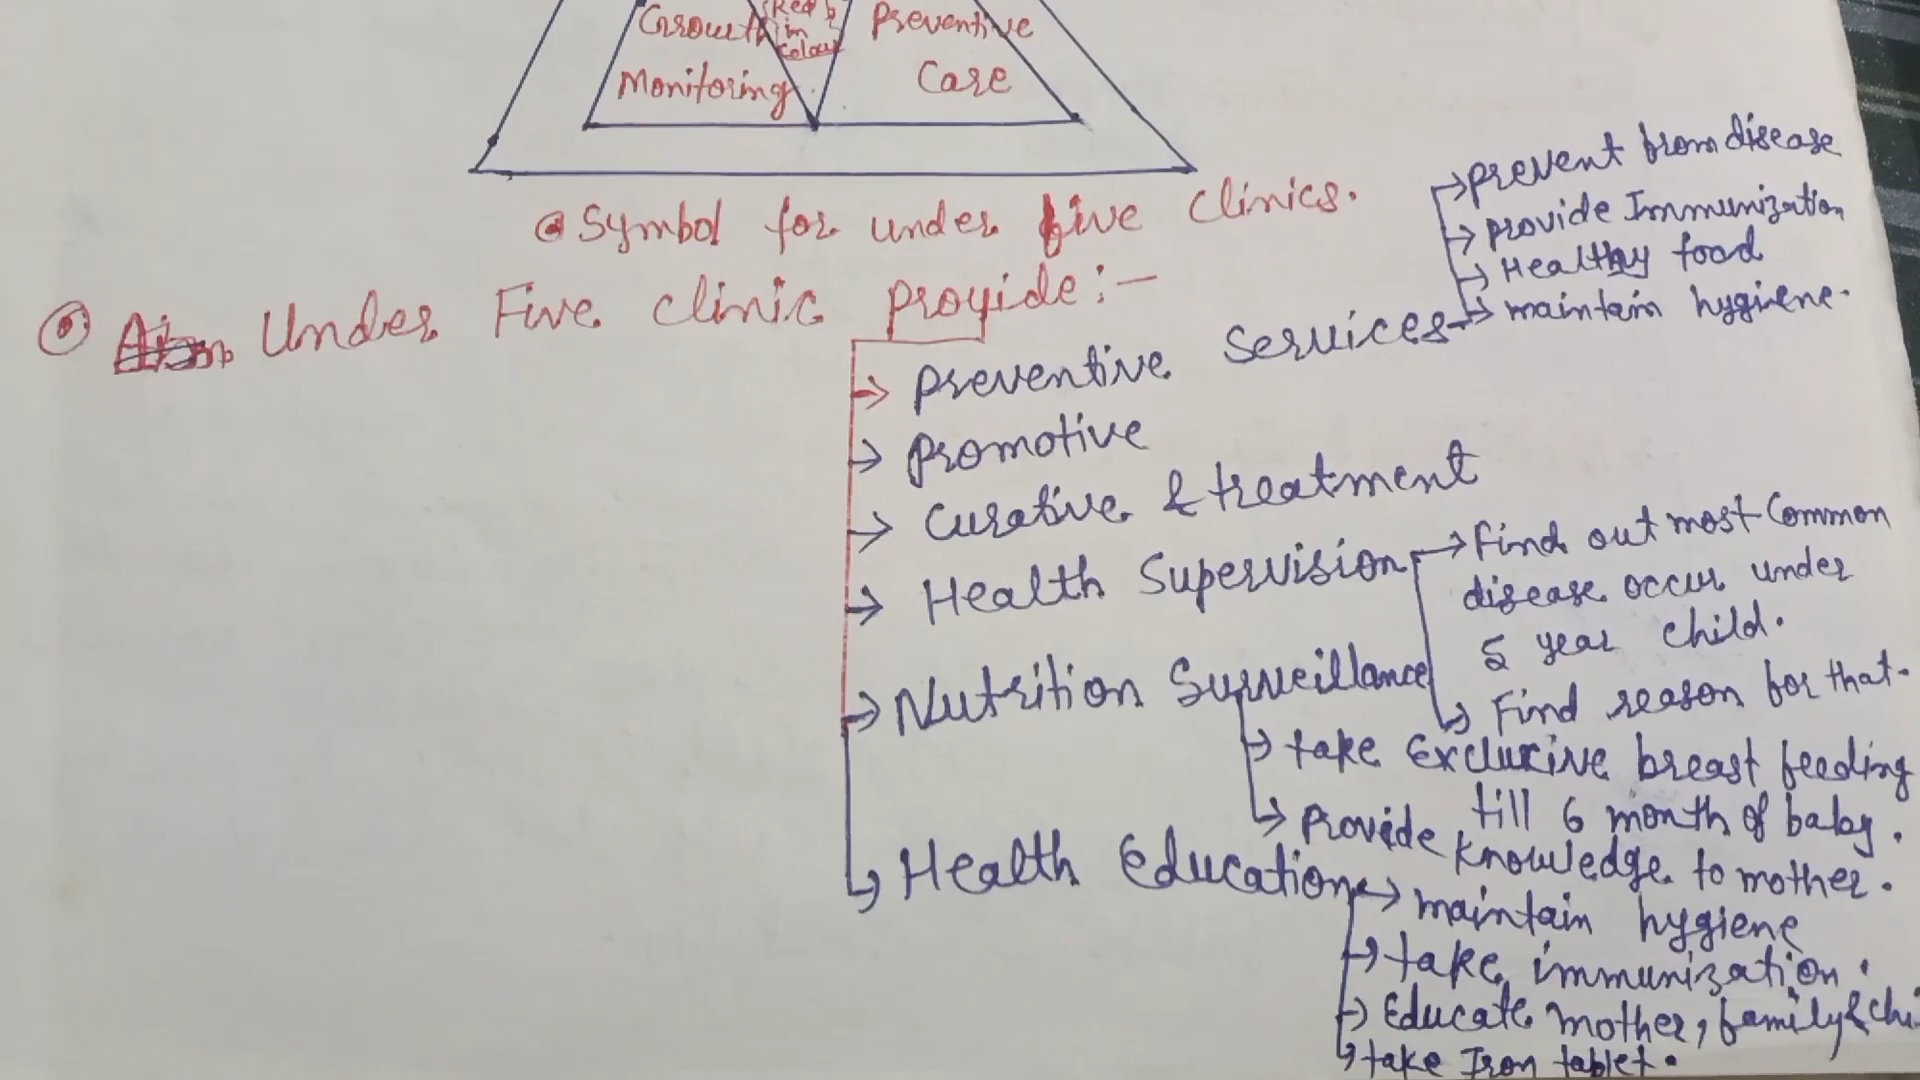 Growth
Monitoring
Red
in
colour
Preventive
Care
Symbol for under five clinics.
Under Five clinic provide:-
→ preventive services
→ prevent from disease
→ provide Immunization
→ Healthy food
→ maintain hygiene.
→ promotive
→ Curative & treatment
→ Health Supervision
→ Find out most common
disease occur under
5 year child.
→ Find reason for that.
→ Nutrition Surveillance
→ take Exclusive breast feeding
till 6 month of baby.
→ Provide knowledge to mother.
→ Health Education
→ maintain hygiene
→ take immunization.
→ Educate mother, family & chi
→ take Iron tablet.